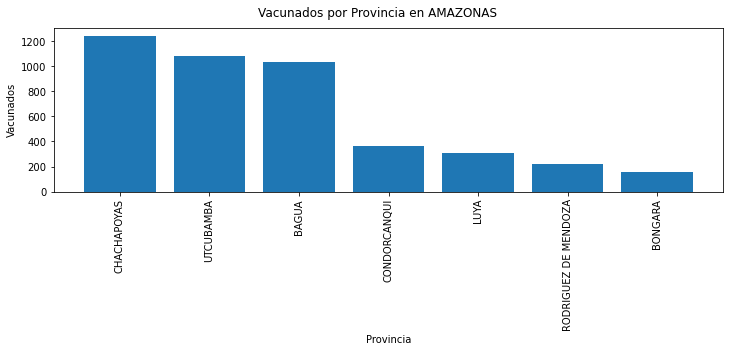 Vacunados por Provincia en AMAZONAS
Vacunados
1200
1000
800
600
400
200
0
CHACHAPOYAS
UTCUBAMBA
BAGUA
CONDORCANQUI
LUYA
RODRIGUEZ DE MENDOZA
BONGARA
Provincia